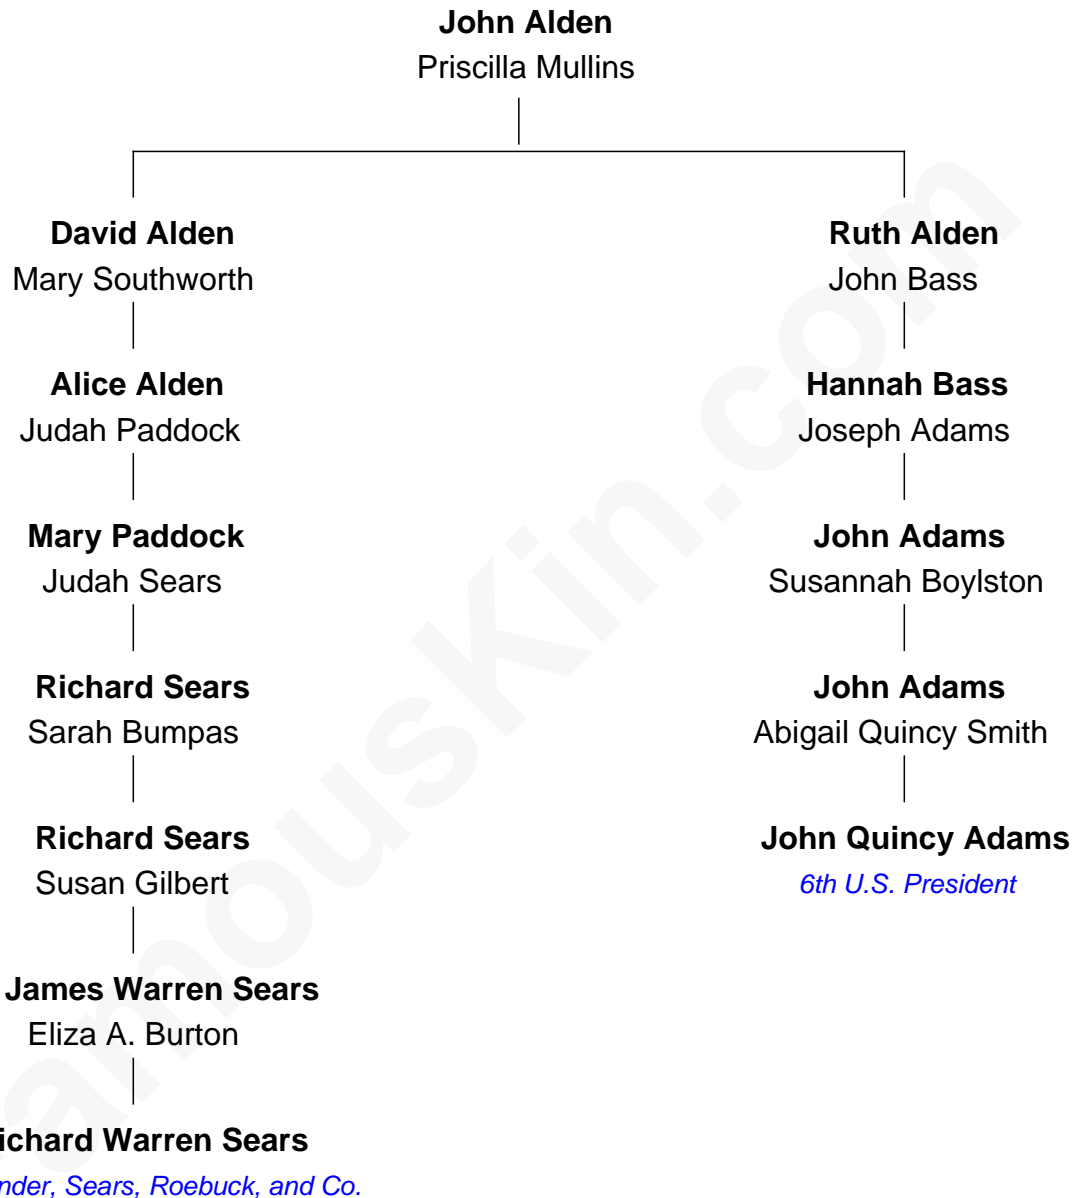 John Alden
Priscilla Mullins
David Alden
Mary Southworth
Alice Alden
Judah Paddock
Mary Paddock
Judah Sears
Richard Sears
Sarah Bumpas
Richard Sears
Susan Gilbert
James Warren Sears
Eliza A. Burton
ichard Warren Sears
nder, Sears, Roebuck, and Co.
Ruth Alden
John Bass
Hannah Bass
Joseph Adams
John Adams
Susannah Boylston
John Adams
Abigail Quincy Smith
John Quincy Adams
6th U.S. President
amousKin.com